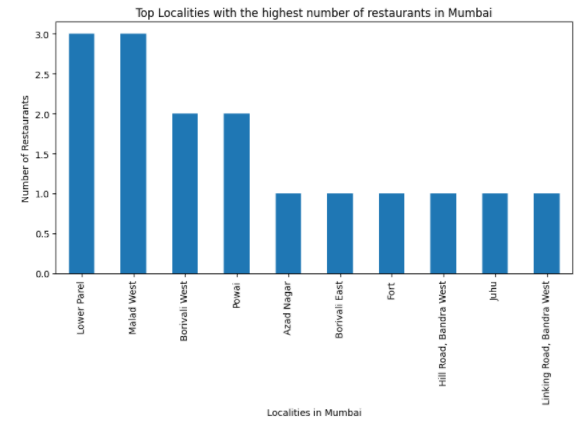 Top Localities with the highest number of restaurants in Mumbai
Number of Restaurants
3.0
2.5
2.0
1.5
1.0
0.5
0.0
Lower Parel
Malad West
Borivali West
Powai
Azad Nagar
Borivali East
Fort
Hill Road, Bandra West
Juhu
Linking Road, Bandra West
Localities in Mumbai